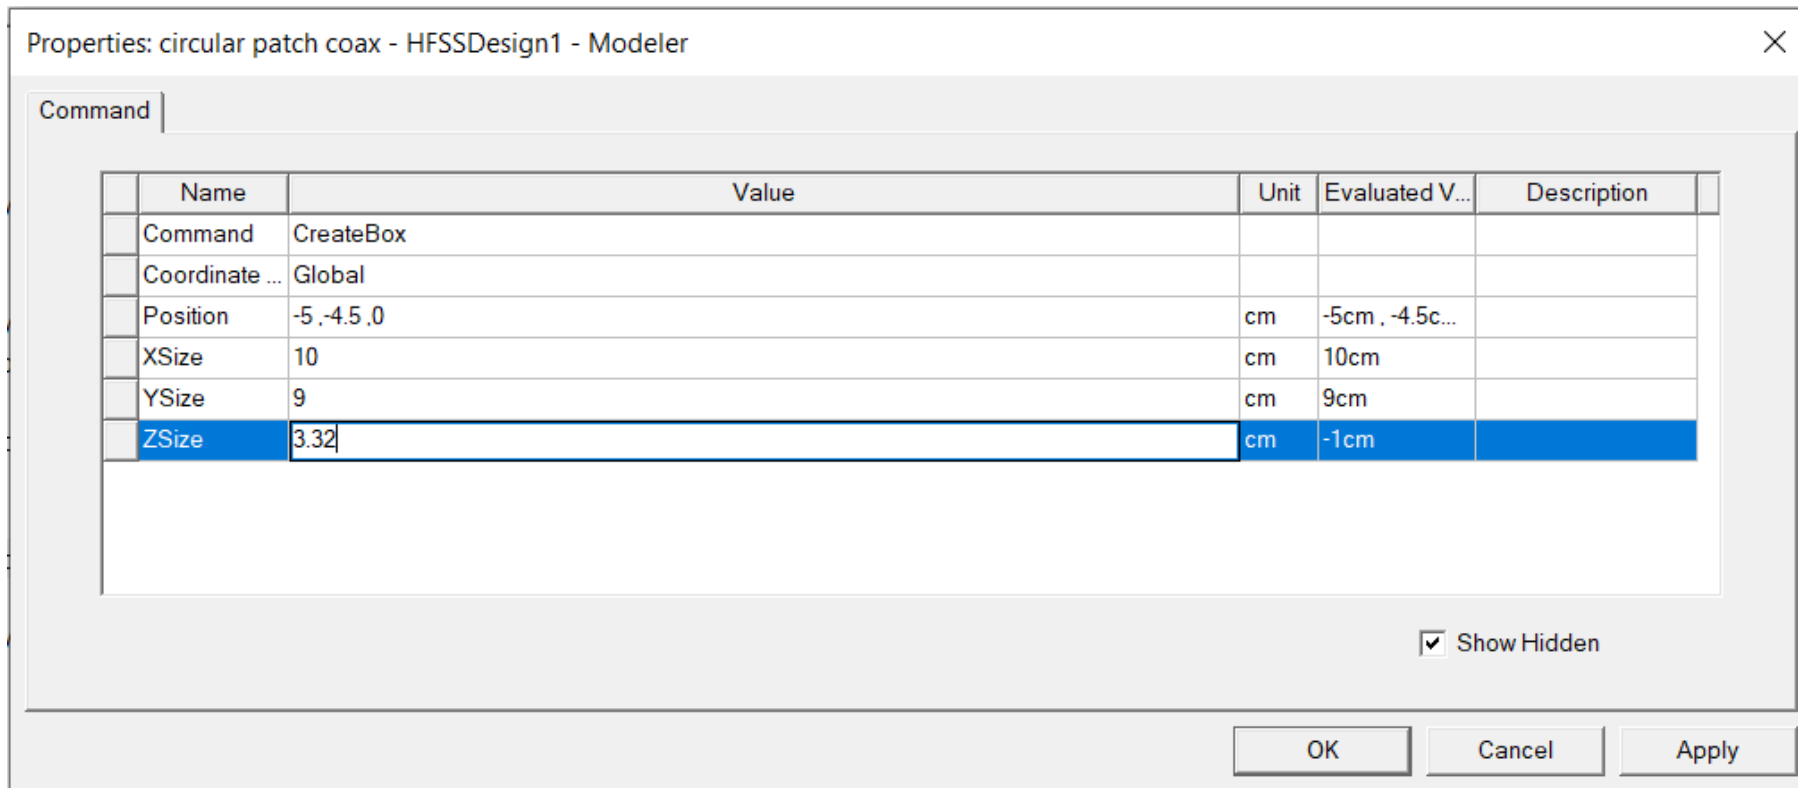 Properties: circular patch coax - HFSSDesign1 - Modeler
Command
Name Value Unit Evaluated V... Description
Command CreateBox
Coordinate ... Global
Position -5 ,-4.5 ,0 cm -5cm , -4.5c...
XSize 10 cm 10cm
YSize 9 cm 9cm
ZSize 3.32 cm -1cm
Show Hidden
OK Cancel Apply